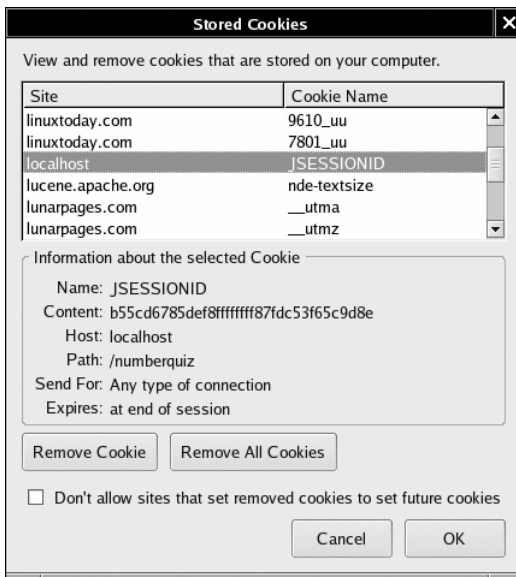 Stored Cookies
View and remove cookies that are stored on your computer.
Site Cookie Name
linuxtoday.com 9610_uu
linuxtoday.com 7801_uu
localhost JSESSIONID
lucene.apache.org nde-textsize
lunarpages.com __utma
lunarpages.com __utmz
Information about the selected Cookie
Name: JSESSIONID
Content: b55cd6785def8ffffffff87fdc53f65c9d8e
Host: localhost
Path: /numberquiz
Send For: Any type of connection
Expires: at end of session
Remove Cookie Remove All Cookies
Don't allow sites that set removed cookies to set future cookies
Cancel OK